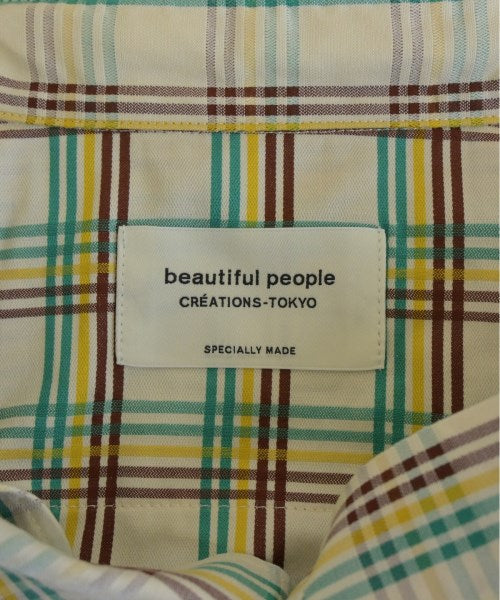 beautiful people
CRÉATIONS-TOKYO
SPECIALLY MADE